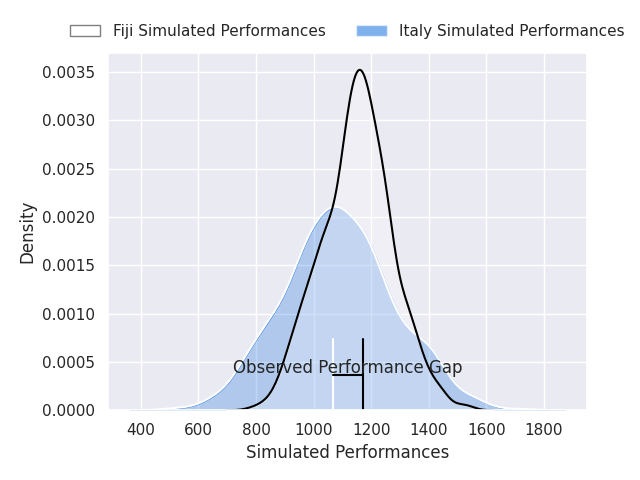 Fiji Simulated Performances
Italy Simulated Performances
0.0035
0.0030
0.0025
0.0020
0.0015
0.0010
0.0005
0.0000
Density
Observed Performance Gap
400 600 800 1000 1200 1400 1600 1800
Simulated Performances